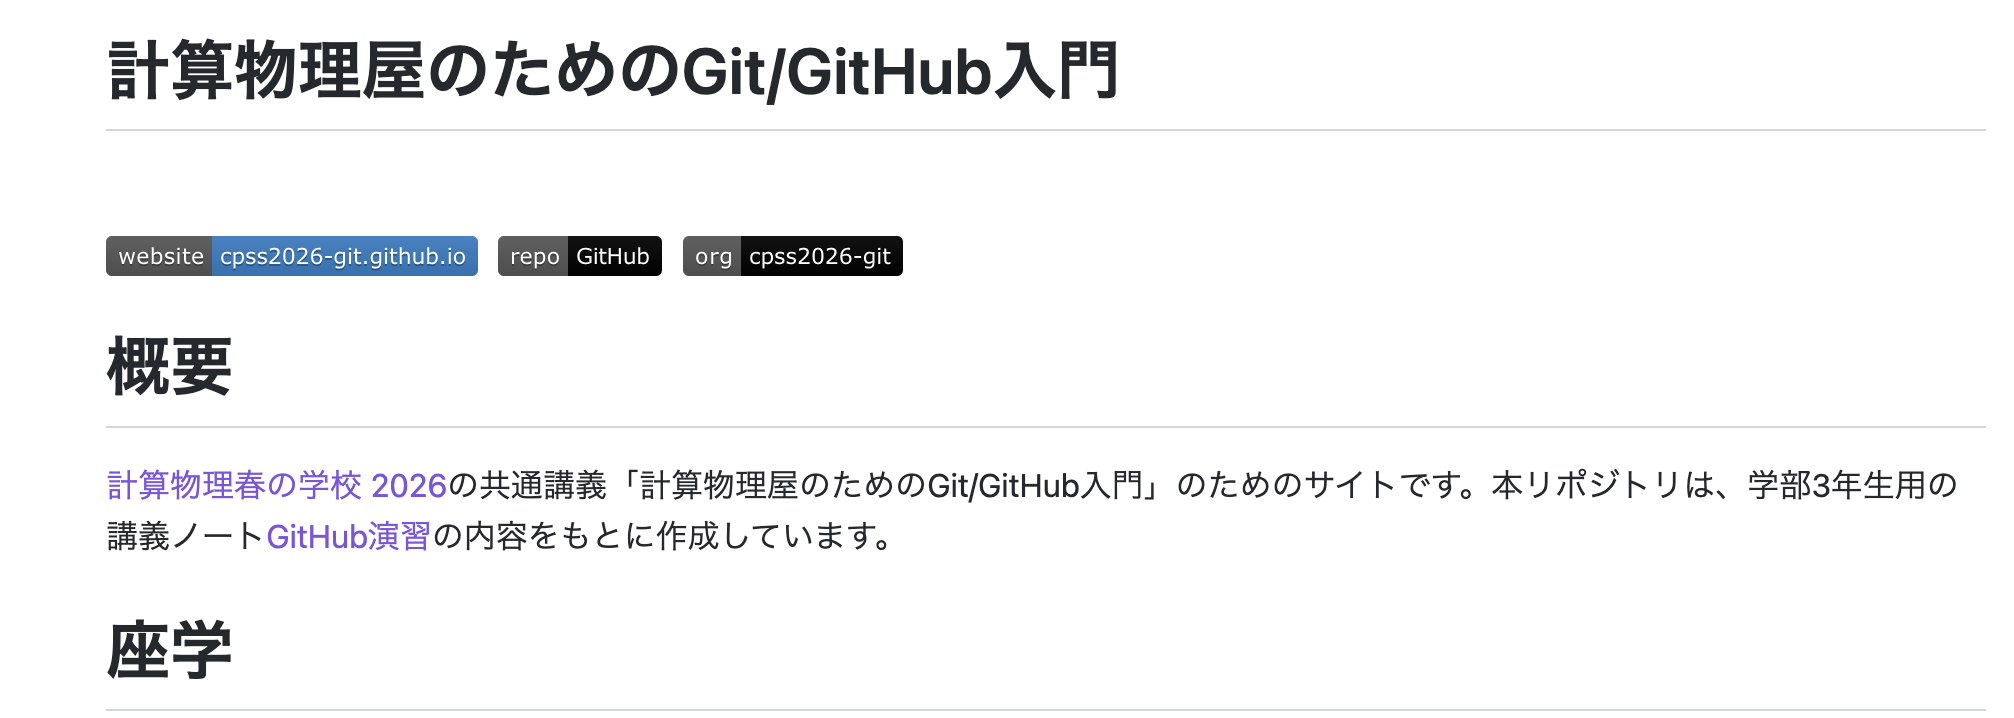 計算物理屋のためのGit/GitHub入門
website cpss2026-git.github.io repo GitHub org cpss2026-git
概要
計算物理春の学校 2026の共通講義「計算物理屋のためのGit/GitHub入門」のためのサイトです。本リポジトリは、学部3年生用の
講義ノートGitHub演習の内容をもとに作成しています。
座学